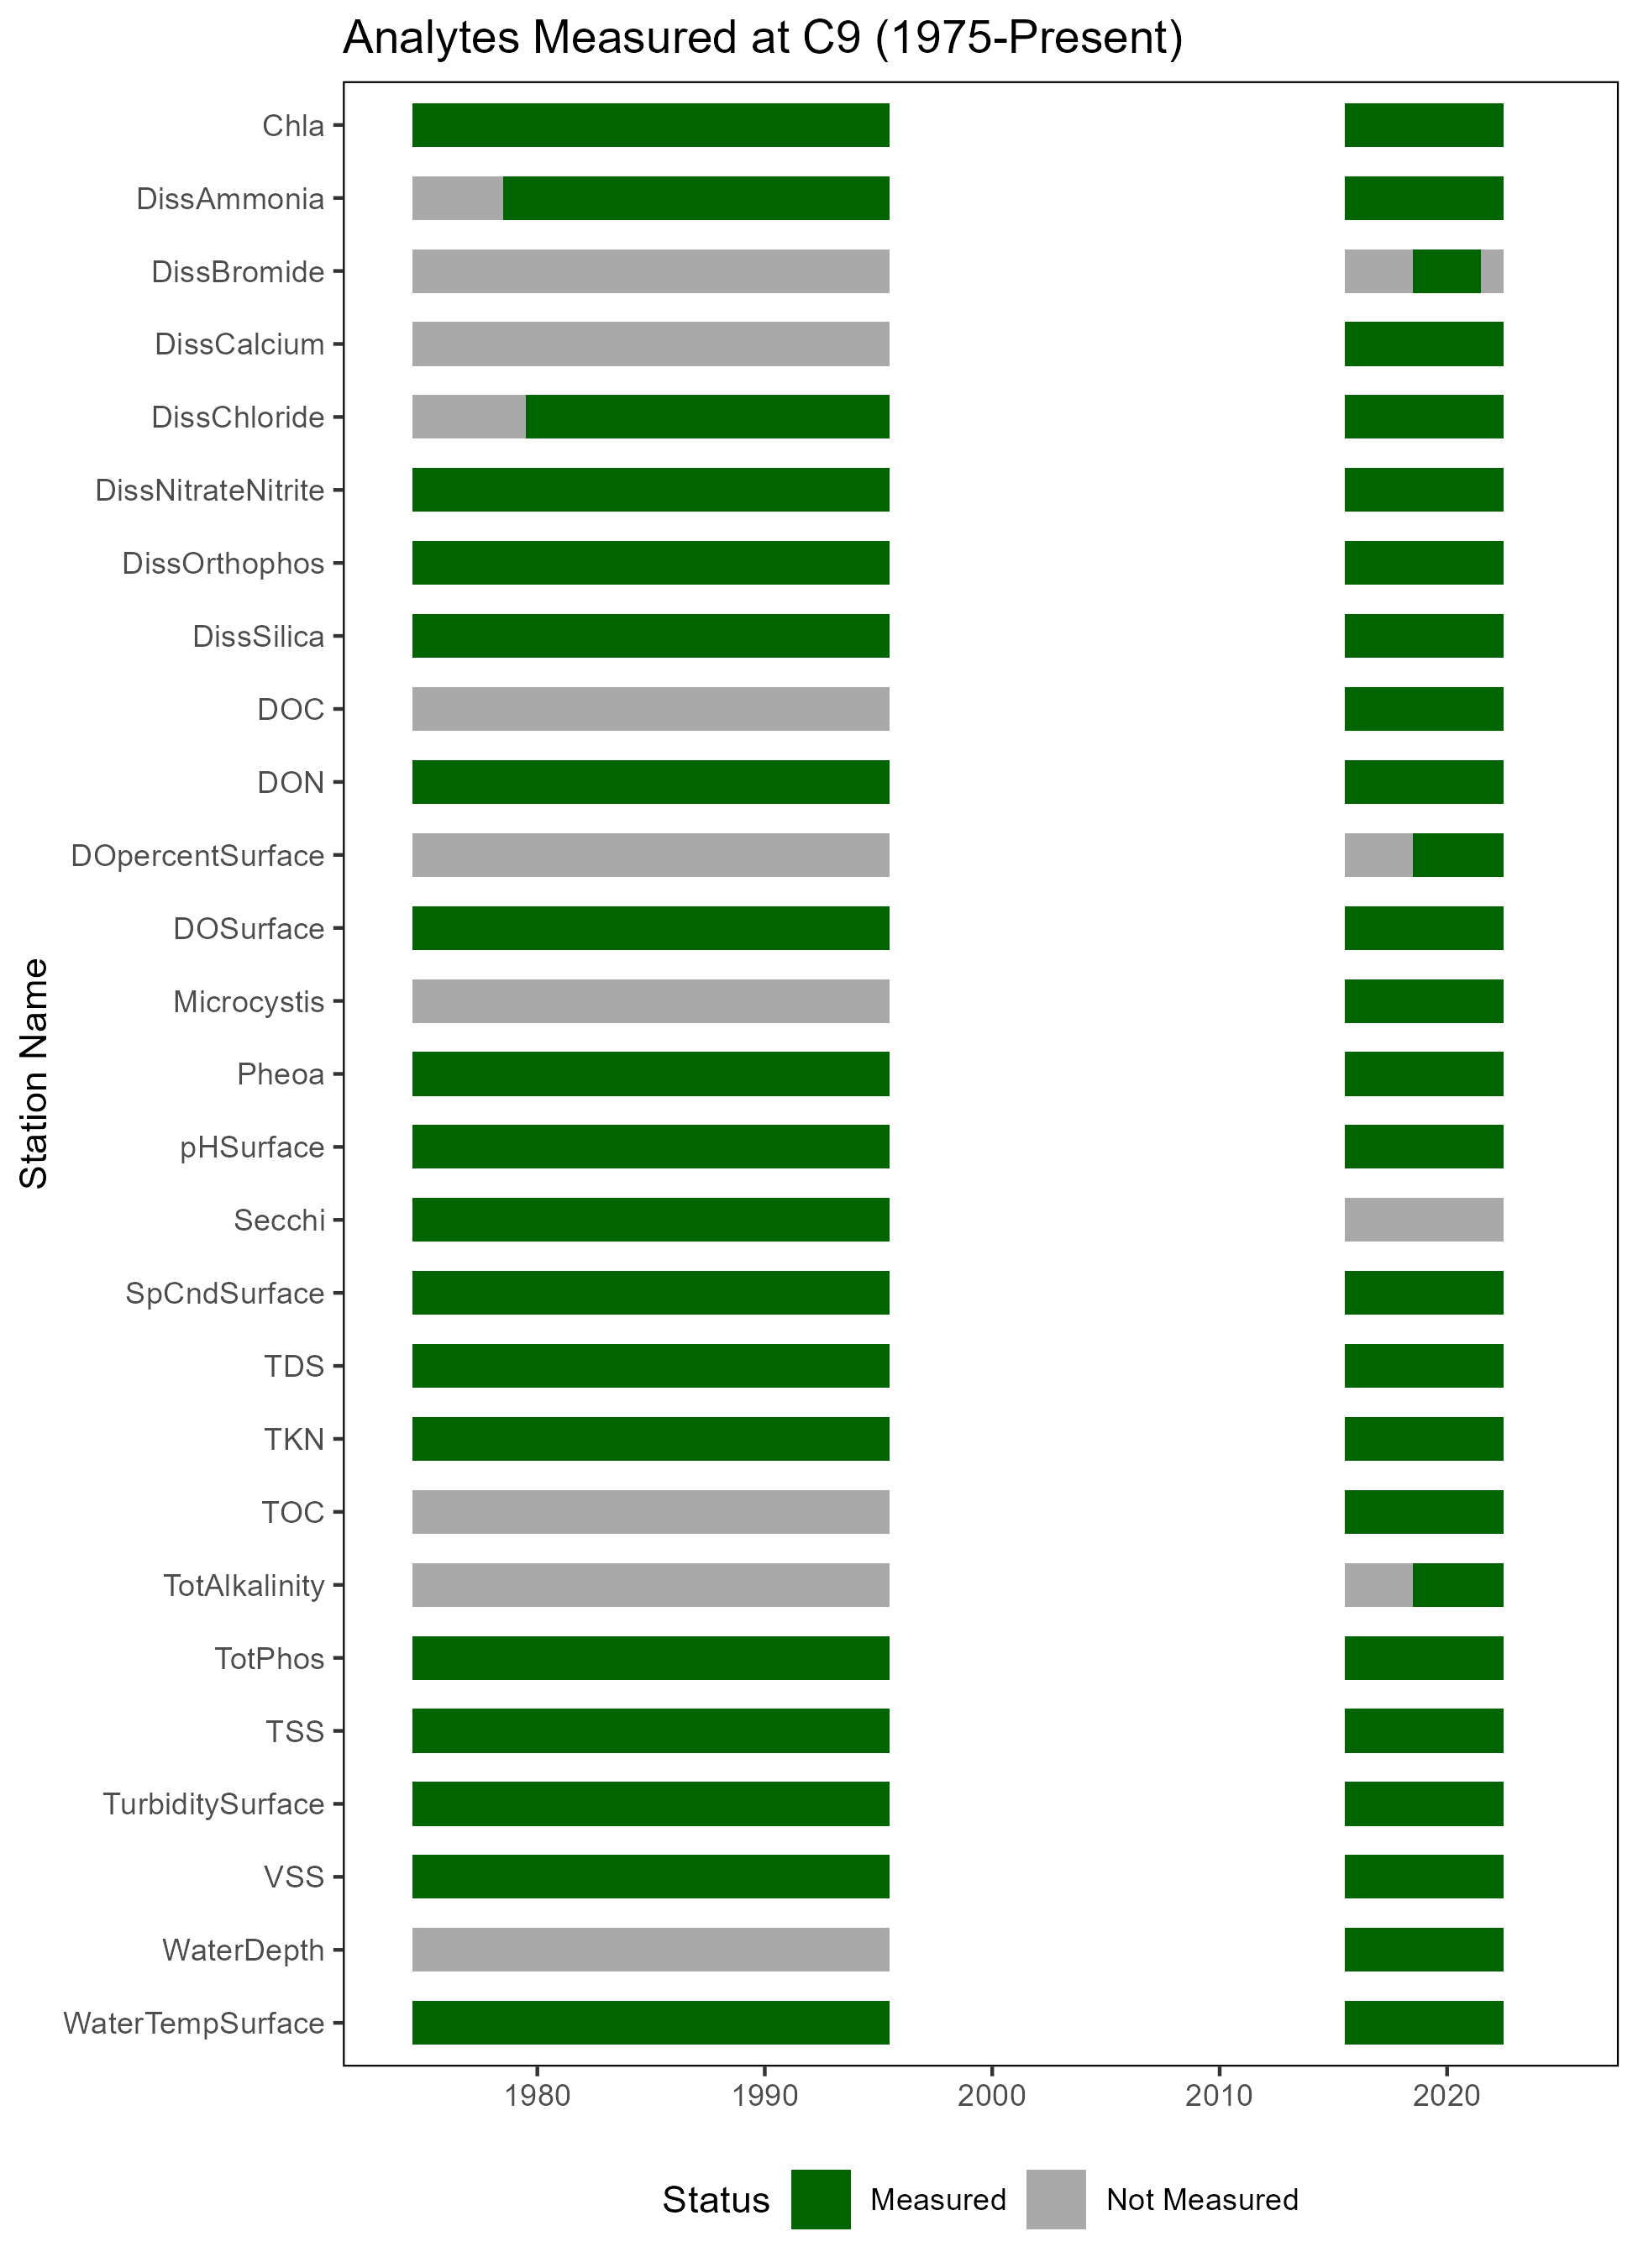 Analytes Measured at C9 (1975-Present)
Station Name
Chla
DissAmmonia
DissBromide
DissCalcium
DissChloride
DissNitrateNitrite
DissOrthophos
DissSilica
DOC
DON
DOpercentSurface
DOSurface
Microcystis
Pheoa
pHSurface
Secchi
SpCndSurface
TDS
TKN
TOC
TotAlkalinity
TotPhos
TSS
TurbiditySurface
VSS
WaterDepth
WaterTempSurface
1980 1990 2000 2010 2020
Status Measured Not Measured